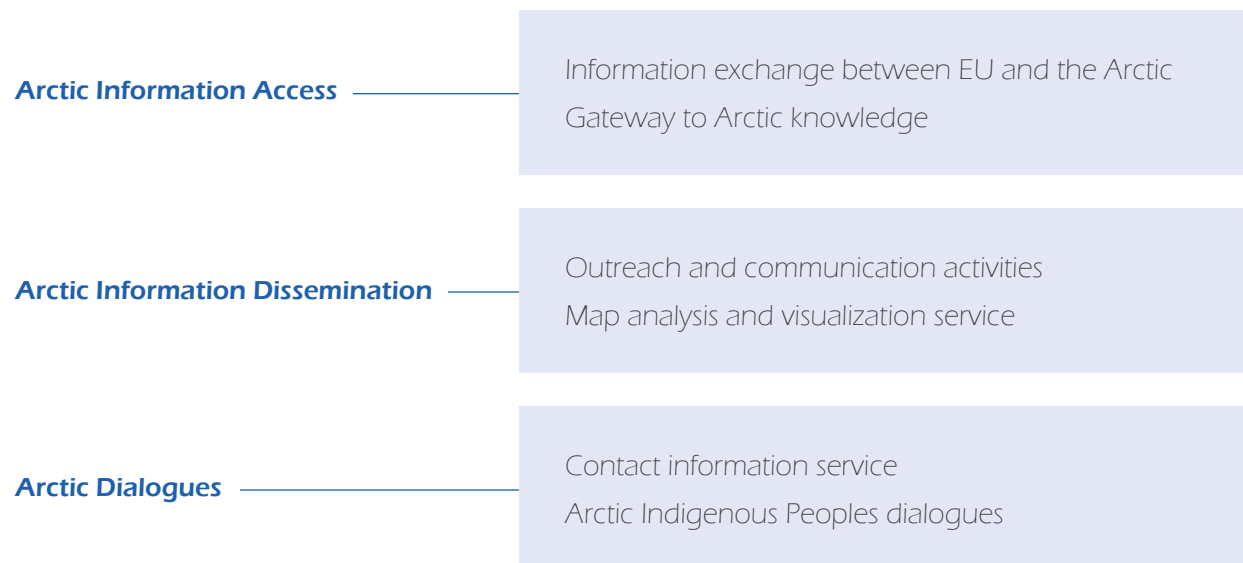 Arctic Information Access
Information exchange between EU and the Arctic
Gateway to Arctic knowledge
Arctic Information Dissemination
Outreach and communication activities
Map analysis and visualization service
Arctic Dialogues
Contact information service
Arctic Indigenous Peoples dialogues